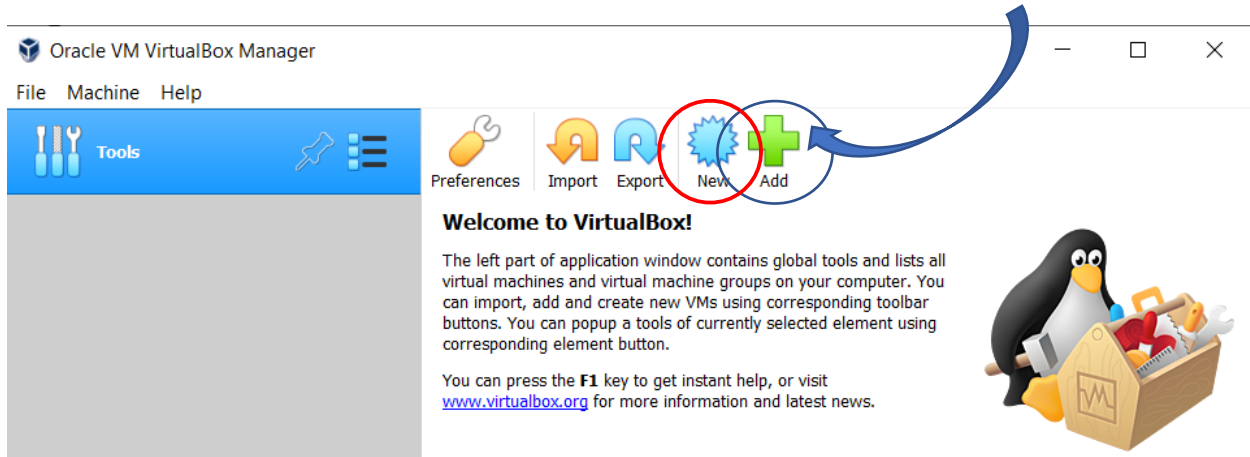 Oracle VM VirtualBox Manager
File Machine Help
Tools
Preferences Import Export New Add
Welcome to VirtualBox!
The left part of application window contains global tools and lists all
virtual machines and virtual machine groups on your computer. You
can import, add and create new VMs using corresponding toolbar
buttons. You can popup a tools of currently selected element using
corresponding element button.
You can press the F1 key to get instant help, or visit
www.virtualbox.org for more information and latest news.